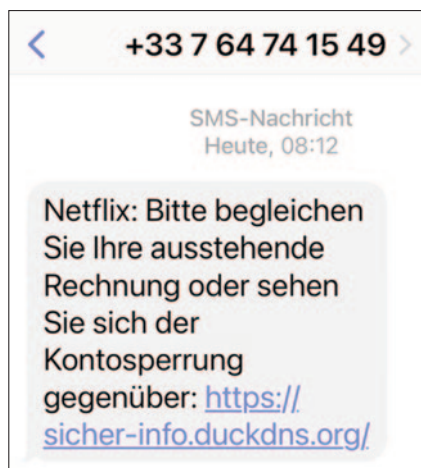 +33 7 64 74 15 49
SMS-Nachricht
Heute, 08:12
Netflix: Bitte begleichen
Sie Ihre ausstehende
Rechnung oder sehen
Sie sich der
Kontosperrung
gegenüber: https://
sicher-info.duckdns.org/